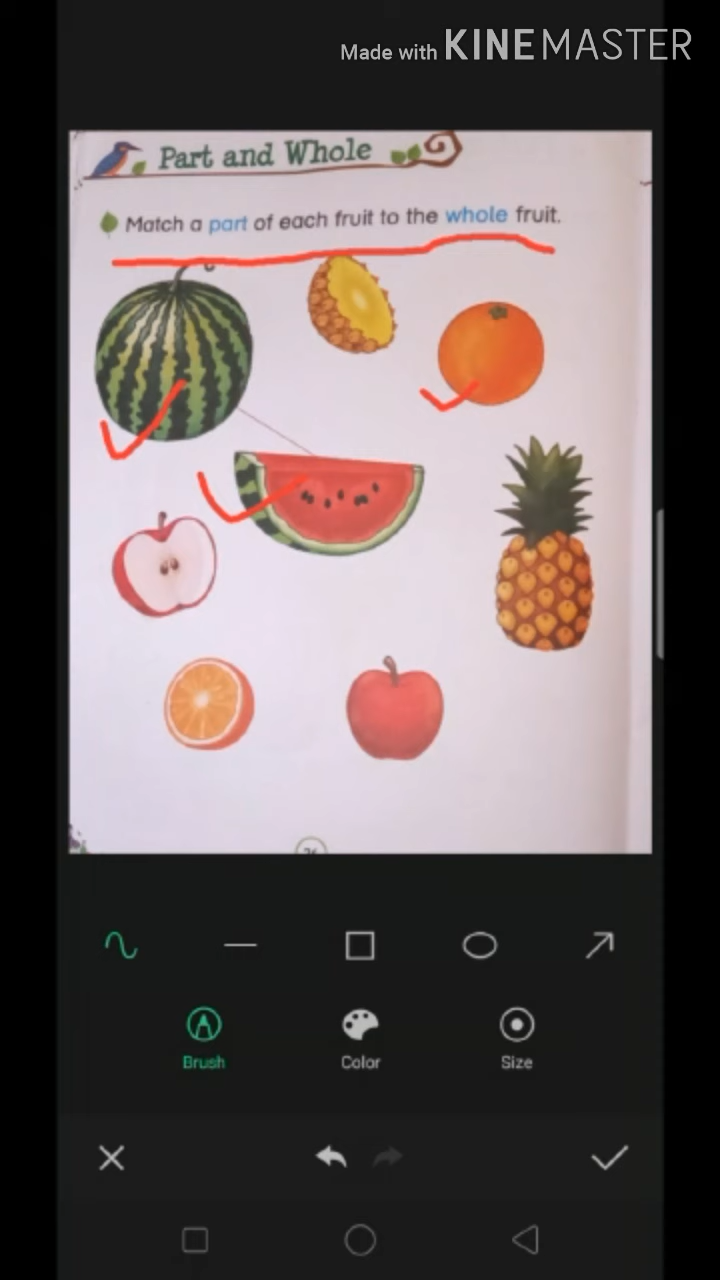 Made with KINEMASTER
Part and Whole
Match a part of each fruit to the whole fruit.
Brush
Color
Size